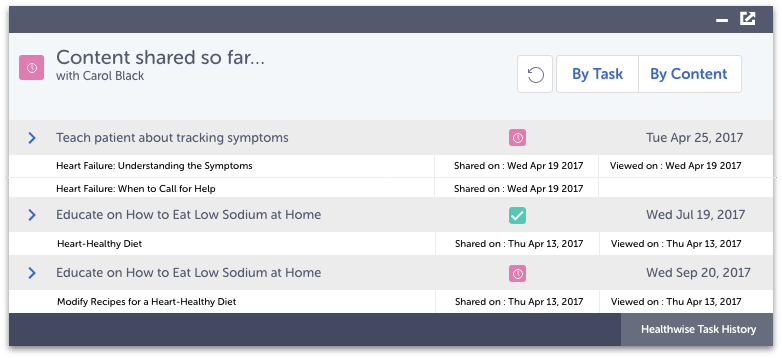 Content shared so far...
with Carol Black
By Task
By Content
Teach patient about tracking symptoms
Tue Apr 25, 2017
Heart Failure: Understanding the Symptoms
Shared on : Wed Apr 19 2017
Viewed on : Wed Apr 19 2017
Heart Failure: When to Call for Help
Shared on : Wed Apr 19 2017
Educate on How to Eat Low Sodium at Home
Wed Jul 19, 2017
Heart-Healthy Diet
Shared on : Thu Apr 13, 2017
Viewed on : Thu Apr 13, 2017
Educate on How to Eat Low Sodium at Home
Wed Sep 20, 2017
Modify Recipes for a Heart-Healthy Diet
Shared on : Thu Apr 13, 2017
Viewed on : Thu Apr 13, 2017
Healthwise Task History